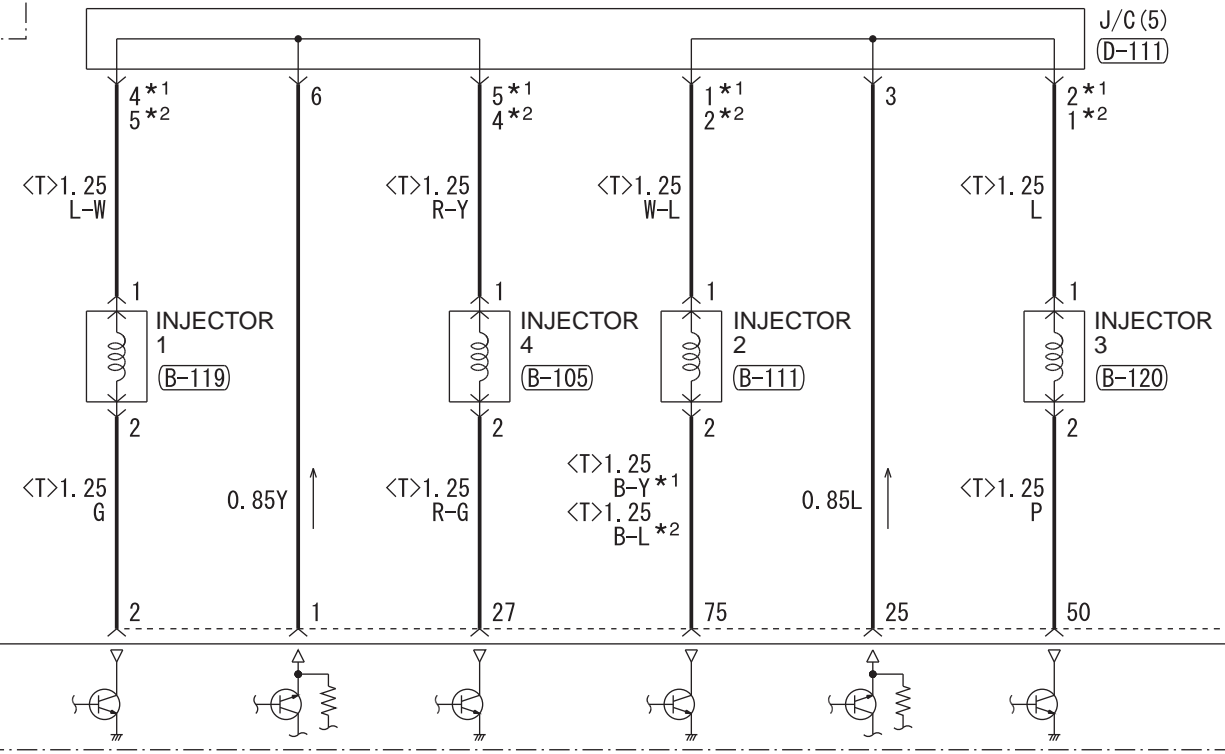 J/C(5)
D-111
4*1
5*2
6
5*1
4*2
1*1
2*2
3
2*1
1*2
<T>1.25
L-W
<T>1.25
R-Y
<T>1.25
W-L
<T>1.25
L
1
1
1
1
INJECTOR
1
B-119
INJECTOR
4
B-105
INJECTOR
2
B-111
INJECTOR
3
B-120
2
2
2
2
<T>1.25
G
0.85Y
<T>1.25
R-G
<T>1.25
B-Y*1
<T>1.25
B-L*2
0.85L
<T>1.25
P
2
1
27
75
25
50